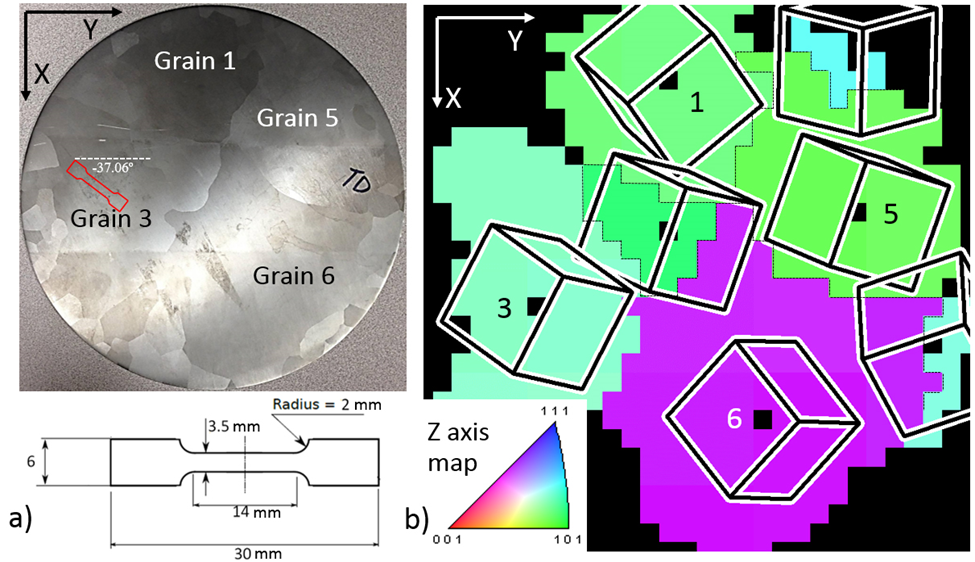 Y
X
Grain 1
Grain 5
-37.06°
TD
Grain 3
Grain 6
Radius = 2 mm
3.5 mm
6
14 mm
30 mm
a)
Y
X
1
5
3
6
Z axis
map
1 1 1
0 0 1
1 0 1
b)